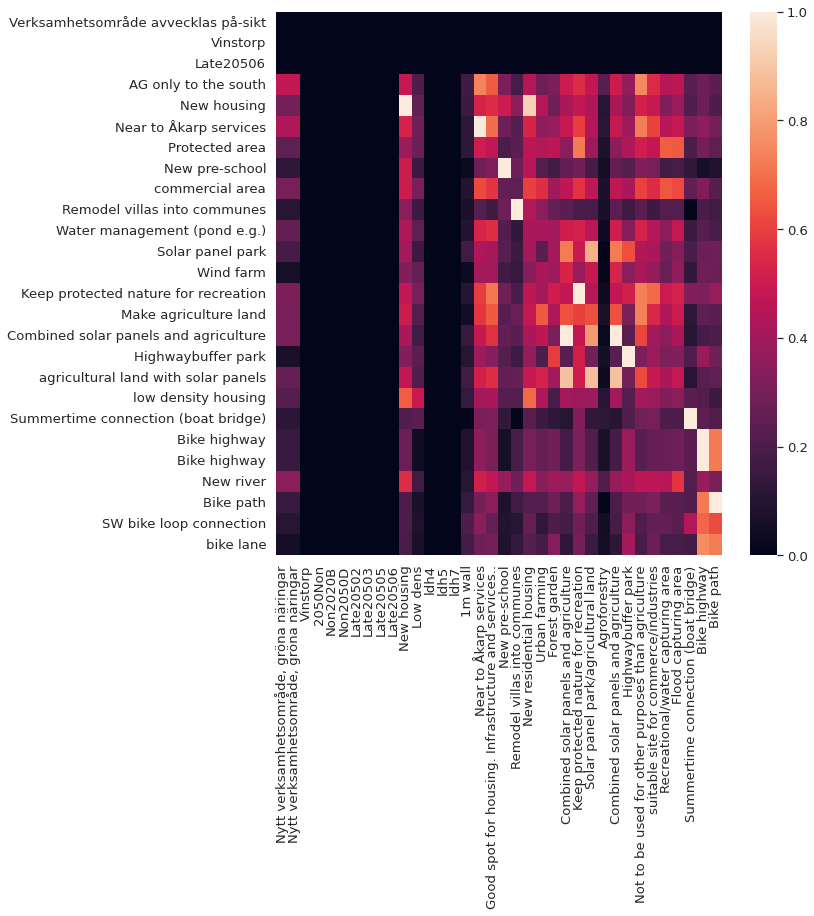 Verksamhetsområde avvecklas på-sikt
Vinstorp
Late20506
AG only to the south
New housing
Near to Åkarp services
Protected area
New pre-school
commercial area
Remodel villas into communes
Water management (pond e.g.)
Solar panel park
Wind farm
Keep protected nature for recreation
Make agriculture land
Combined solar panels and agriculture
Highwaybuffer park
agricultural land with solar panels
low density housing
Summertime connection (boat bridge)
Bike highway
Bike highway
New river
Bike path
SW bike loop connection
bike lane
1.0
0.8
0.6
0.4
0.2
0.0
Nytt verksamhetsområde, gröna näringar
Nytt verksamhetsområde, gröna näringar
Vinstorp
2050Non
Non2020B
Non2050D
Late20502
Late20503
Late20505
Late20506
New housing
Low dens
ldh4
ldh5
ldh7
1m wall
Near to Åkarp services
Good spot for housing. Infrastructure and services..
New pre-school
Remodel villas into communes
New residential housing
Urban farming
Forest garden
Combined solar panels and agriculture
Keep protected nature for recreation
Solar panel park/agricultural land
Agroforestry
Combined solar panels and agriculture
Highwaybuffer park
Not to be used for other purposes than agriculture
suitable site for commerce/industries
Recreational/water capturing area
Flood capturing area
Summertime connection (boat bridge)
Bike highway
Bike path